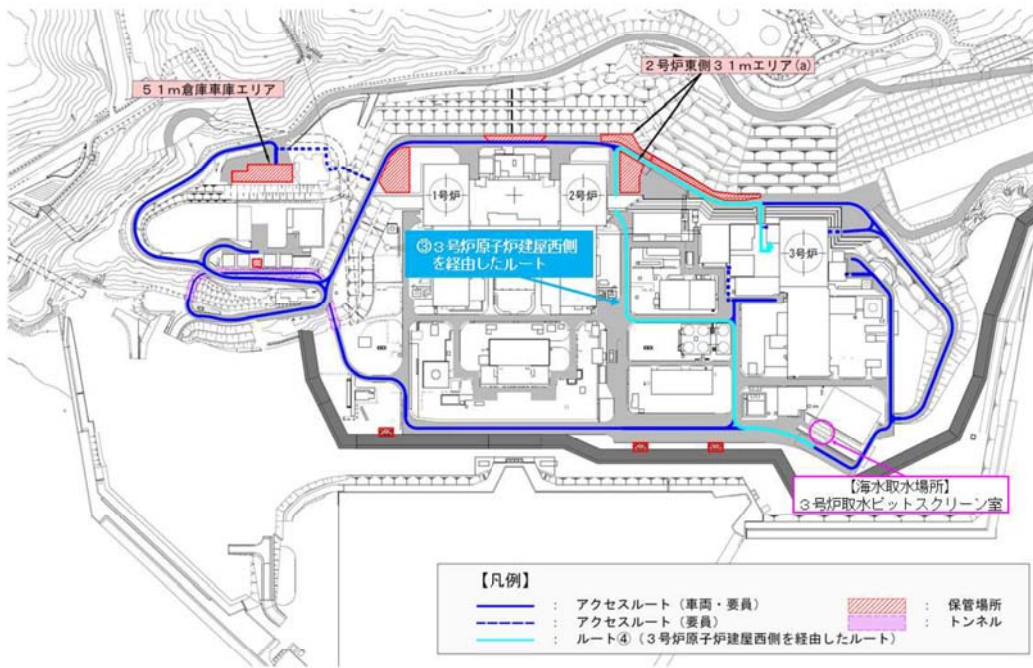 2号炉東側31mエリア(a)
51m倉庫車庫エリア
1号炉
2号炉
③3号炉原子炉建屋西側
を経由したルート
3号炉
【海水取水場所】
3号炉取水ピットスクリーン室
【凡例】
: アクセスルート(車両・要員)
: アクセスルート(要員)
: ルート④(3号炉原子炉建屋西側を経由したルート)
: 保管場所
: トンネル